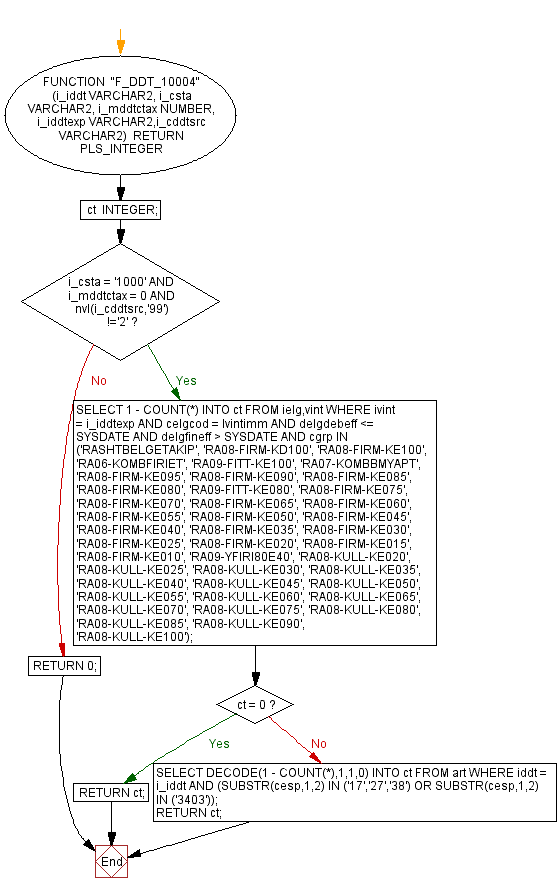 FUNCTION "F_DDT_10004"
(i_iddt VARCHAR2, i_csta
VARCHAR2, i_mddtctax NUMBER,
i_iddtexp VARCHAR2,i_cddtsrc
VARCHAR2) RETURN
PLS_INTEGER
ct INTEGER;
i_csta = '1000' AND
i_mddtctax = 0 AND
nvl(i_cddtsrc,'99')
!='2' ?
No
Yes
SELECT 1 - COUNT(*) INTO ct FROM ielg,vint WHERE ivint
= i_iddtexp AND celgcod = lvintimm AND delgdebeff <=
SYSDATE AND delgfineff > SYSDATE AND cgrp IN
('RASHTBELGETAKIP', 'RA08-FIRM-KD100', 'RA08-FIRM-KE100',
'RA06-KOMBFIRIET', 'RA09-FITT-KE100', 'RA07-KOMBBMYAPT',
'RA08-FIRM-KE095', 'RA08-FIRM-KE090', 'RA08-FIRM-KE085',
'RA08-FIRM-KE080', 'RA09-FITT-KE080', 'RA08-FIRM-KE075',
'RA08-FIRM-KE070', 'RA08-FIRM-KE065', 'RA08-FIRM-KE060',
'RA08-FIRM-KE055', 'RA08-FIRM-KE050', 'RA08-FIRM-KE045',
'RA08-FIRM-KE040', 'RA08-FIRM-KE035', 'RA08-FIRM-KE030',
'RA08-FIRM-KE025', 'RA08-FIRM-KE020', 'RA08-FIRM-KE015',
'RA08-FIRM-KE010', 'RA09-YFIRI80E40', 'RA08-KULL-KE020',
'RA08-KULL-KE025', 'RA08-KULL-KE030', 'RA08-KULL-KE035',
'RA08-KULL-KE040', 'RA08-KULL-KE045', 'RA08-KULL-KE050',
'RA08-KULL-KE055', 'RA08-KULL-KE060', 'RA08-KULL-KE065',
'RA08-KULL-KE070', 'RA08-KULL-KE075', 'RA08-KULL-KE080',
'RA08-KULL-KE085', 'RA08-KULL-KE090',
'RA08-KULL-KE100');
RETURN 0;
ct = 0 ?
Yes
No
RETURN ct;
SELECT DECODE(1 - COUNT(*),1,1,0) INTO ct FROM art WHERE iddt =
i_iddt AND (SUBSTR(cesp,1,2) IN ('17','27','38') OR SUBSTR(cesp,1,2)
IN ('3403'));
RETURN ct;
End